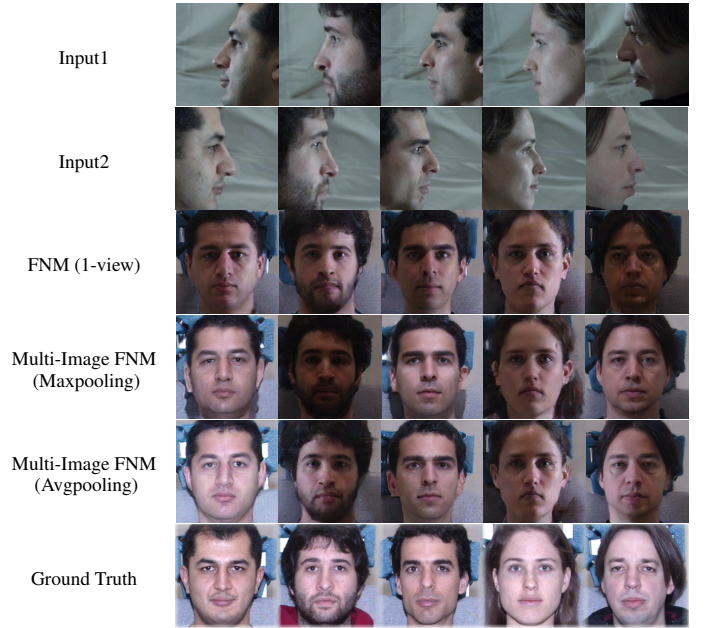 Input1
Input2
FNM (1-view)
Multi-Image FNM
(Maxpooling)
Multi-Image FNM
(Avgpooling)
Ground Truth